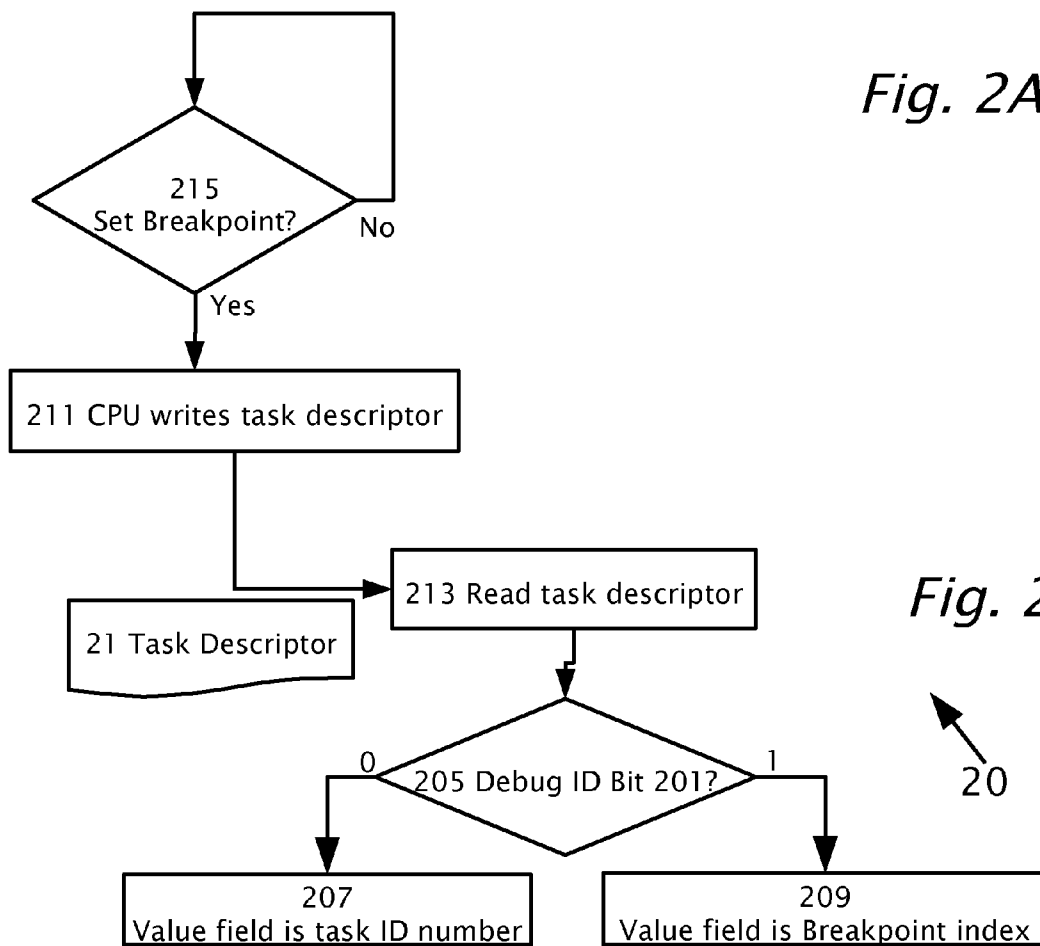 Fig. 2A
215
Set Breakpoint?
No
Yes
211 CPU writes task descriptor
213 Read task descriptor
Fig. 2
21 Task Descriptor
0
205 Debug ID Bit 201?
1
20
207
Value field is task ID number
209
Value field is Breakpoint index